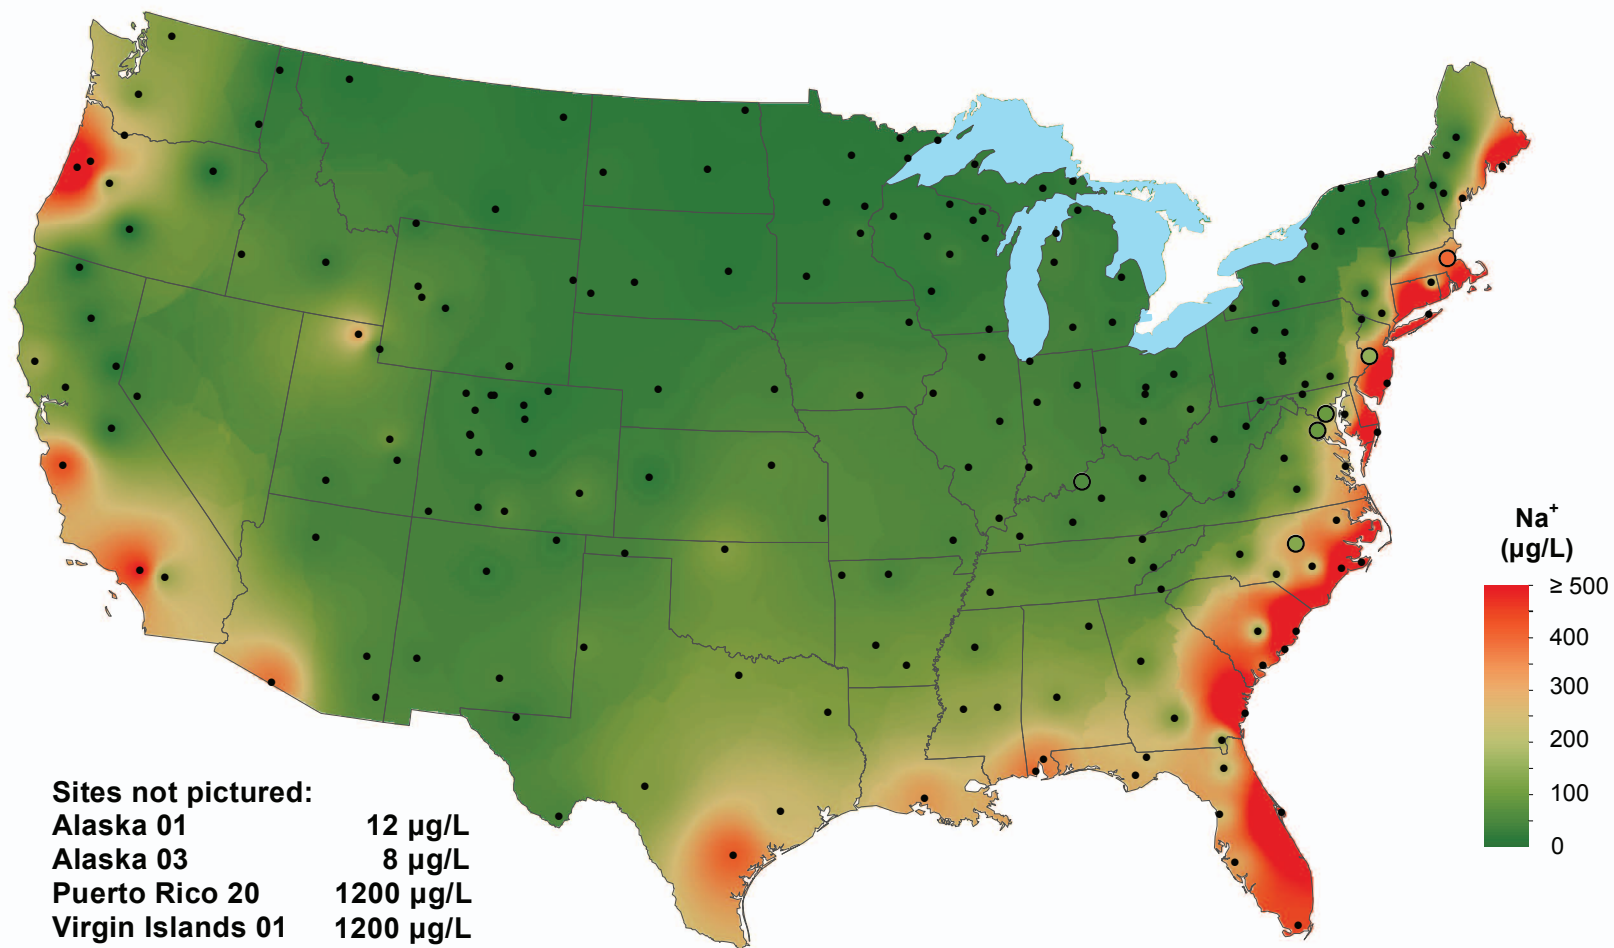 Na+
(µg/L)
≥ 500
400
300
200
100
0
Sites not pictured:
Alaska 01 12 µg/L
Alaska 03 8 µg/L
Puerto Rico 20 1200 µg/L
Virgin Islands 01 1200 µg/L